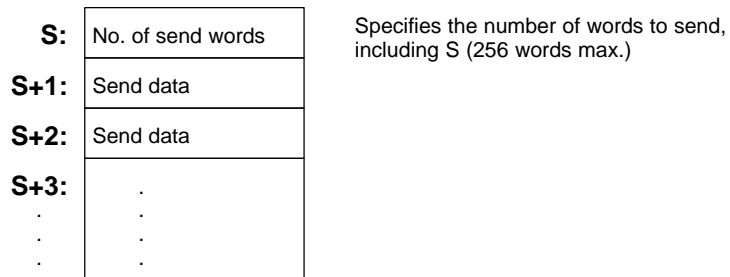 S: No. of send words Specifies the number of words to send,
including S (256 words max.)
S+1: Send data
S+2: Send data
S+3: .
. .
. .
. .